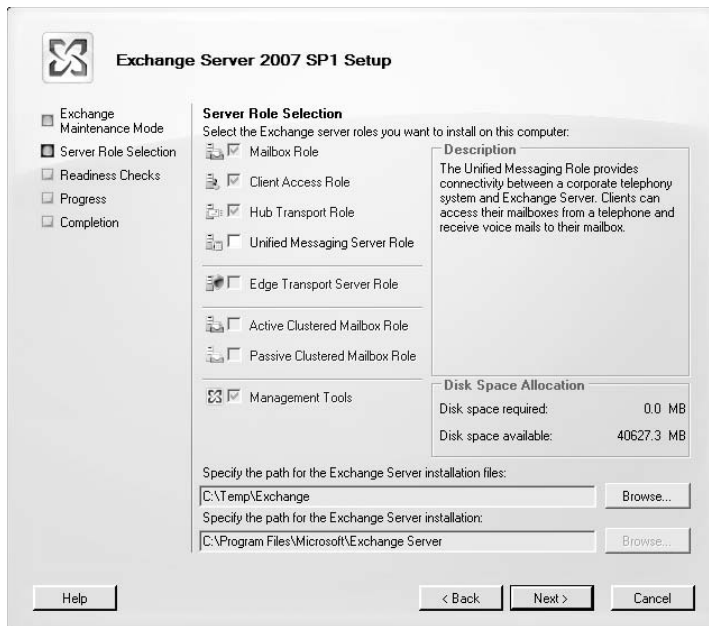 Exchange Server 2007 SP1 Setup
Exchange
Maintenance Mode
Server Role Selection
Readiness Checks
Progress
Completion
Server Role Selection
Select the Exchange server roles you want to install on this computer:
Mailbox Role
Client Access Role
Hub Transport Role
Unified Messaging Server Role
Edge Transport Server Role
Active Clustered Mailbox Role
Passive Clustered Mailbox Role
Management Tools
Description
The Unified Messaging Role provides
connectivity between a corporate telephony
system and Exchange Server. Clients can
access their mailboxes from a telephone and
receive voice mails to their mailbox.
Disk Space Allocation
Disk space required: 0.0 MB
Disk space available: 40627.3 MB
Specify the path for the Exchange Server installation files:
C:\Temp\Exchange Browse...
Specify the path for the Exchange Server installation:
C:\Program Files\Microsoft\Exchange Server Browse...
Help < Back Next > Cancel